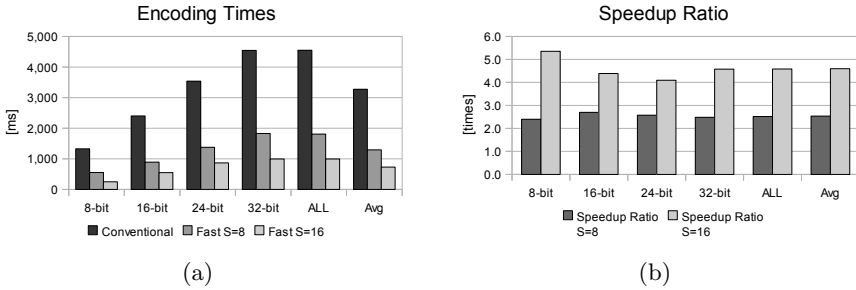 Encoding Times
5,000
4,000
3,000
2,000
1,000
0
[ms]
8-bit 16-bit 24-bit 32-bit ALL Avg
Conventional Fast S=8 Fast S=16
(a)
Speedup Ratio
6.0
5.0
4.0
3.0
2.0
1.0
0.0
[times]
8-bit 16-bit 24-bit 32-bit ALL Avg
Speedup Ratio Speedup Ratio
S=8 S=16
(b)